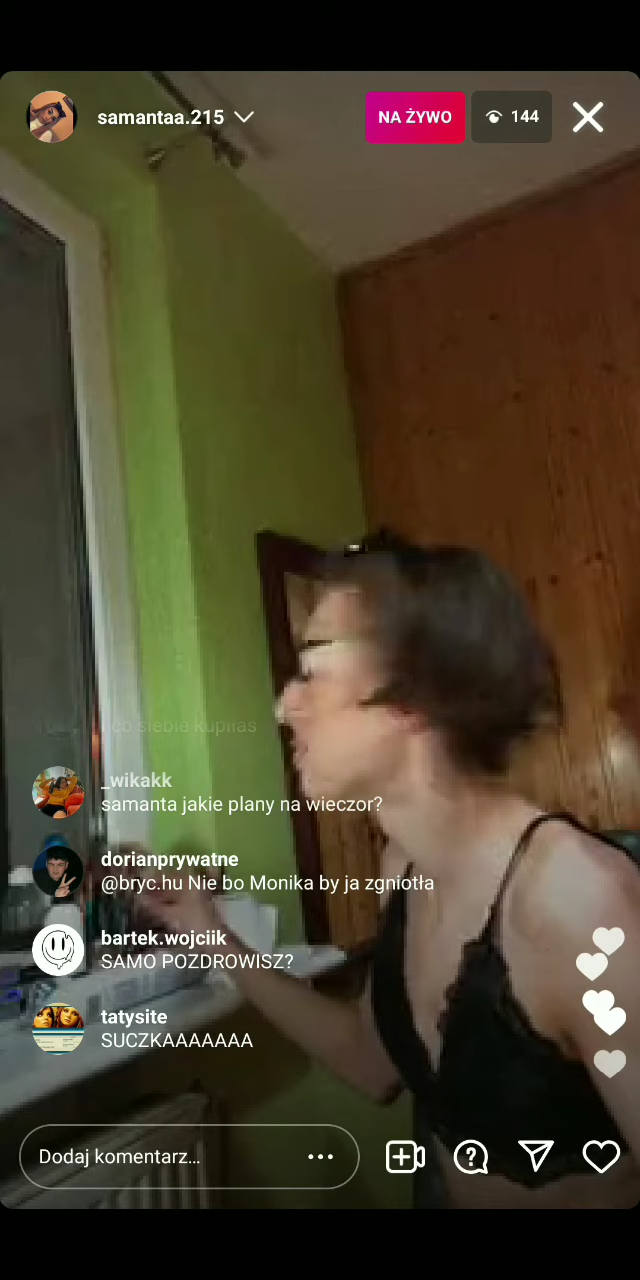 samantaa.215
NA ŻYWO
144
co siebie kupiłas
_wikakk
samanta jakie plany na wieczor?
dorianprywatne
@bryc.hu Nie bo Monika by ja zgniotła
bartek.wojciik
SAMO POZDROWISZ?
tatysite
SUCZKAAAAAAA
Dodaj komentarz...